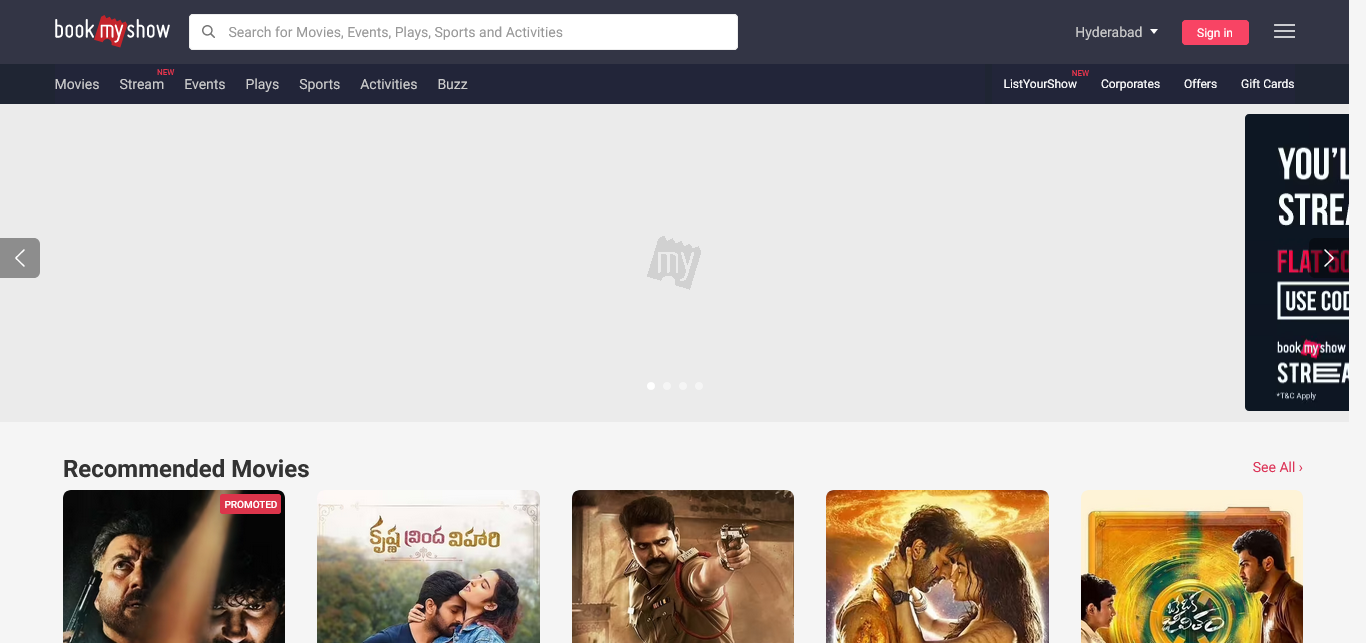 book my show
Search for Movies, Events, Plays, Sports and Activities
Hyderabad
Sign in
Movies
Stream
NEW
Events
Plays
Sports
Activities
Buzz
ListYourShow
NEW
Corporates
Offers
Gift Cards
my
YOU'L
STREA
FLAT 50
USE COD
book my show
STREA
*T&C Apply
Recommended Movies
See All ›
PROMOTED
కృష్ణ వ్రింద విహారి
ఒకే ఒక జీవితం